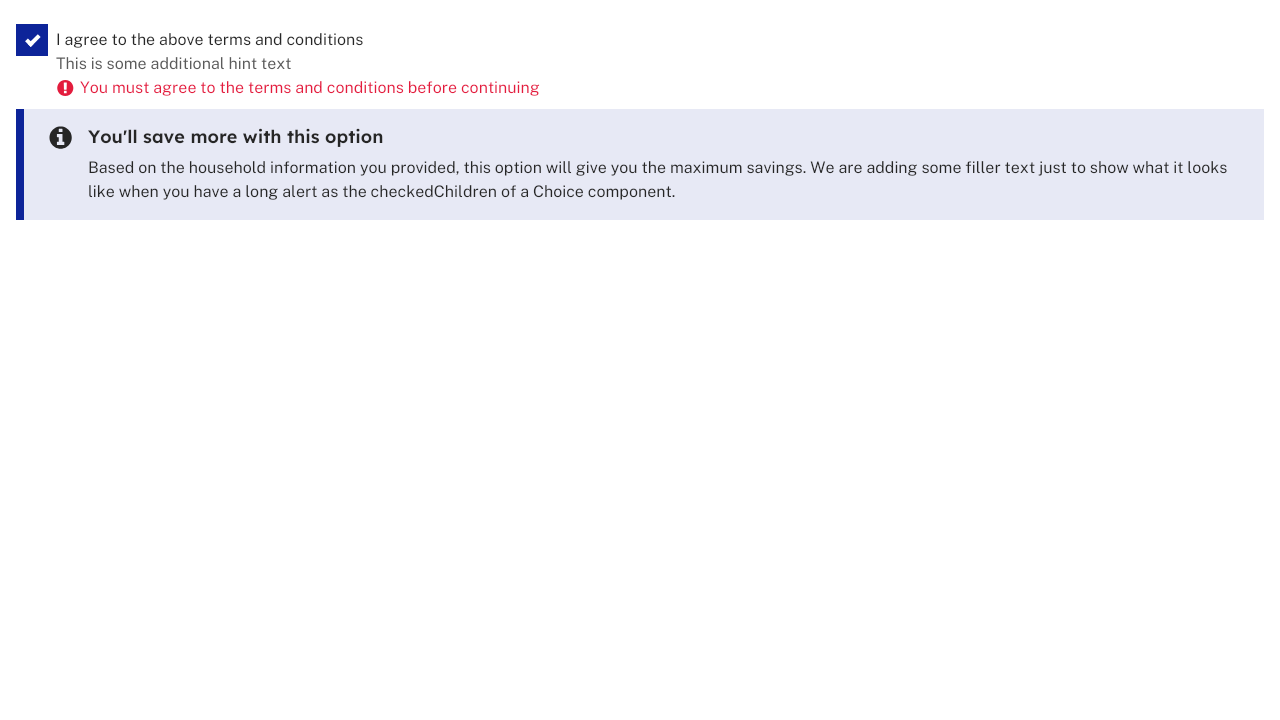 I agree to the above terms and conditions
This is some additional hint text
You must agree to the terms and conditions before continuing
You'll save more with this option
Based on the household information you provided, this option will give you the maximum savings. We are adding some filler text just to show what it looks
like when you have a long alert as the checkedChildren of a Choice component.